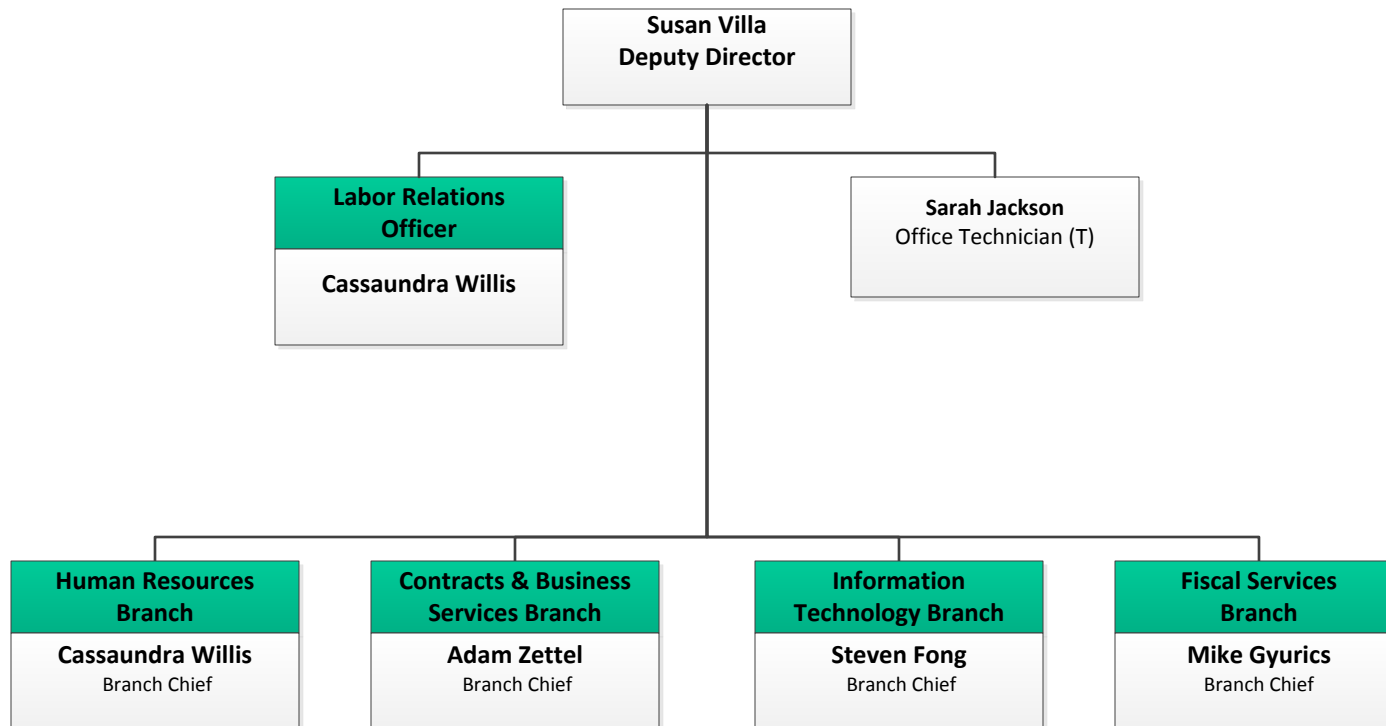 Susan Villa
Deputy Director
Labor Relations
Officer
Cassaundra Willis
Sarah Jackson
Office Technician (T)
Human Resources
Branch
Cassaundra Willis
Branch Chief
Contracts & Business
Services Branch
Adam Zettel
Branch Chief
Information
Technology Branch
Steven Fong
Branch Chief
Fiscal Services
Branch
Mike Gyurics
Branch Chief